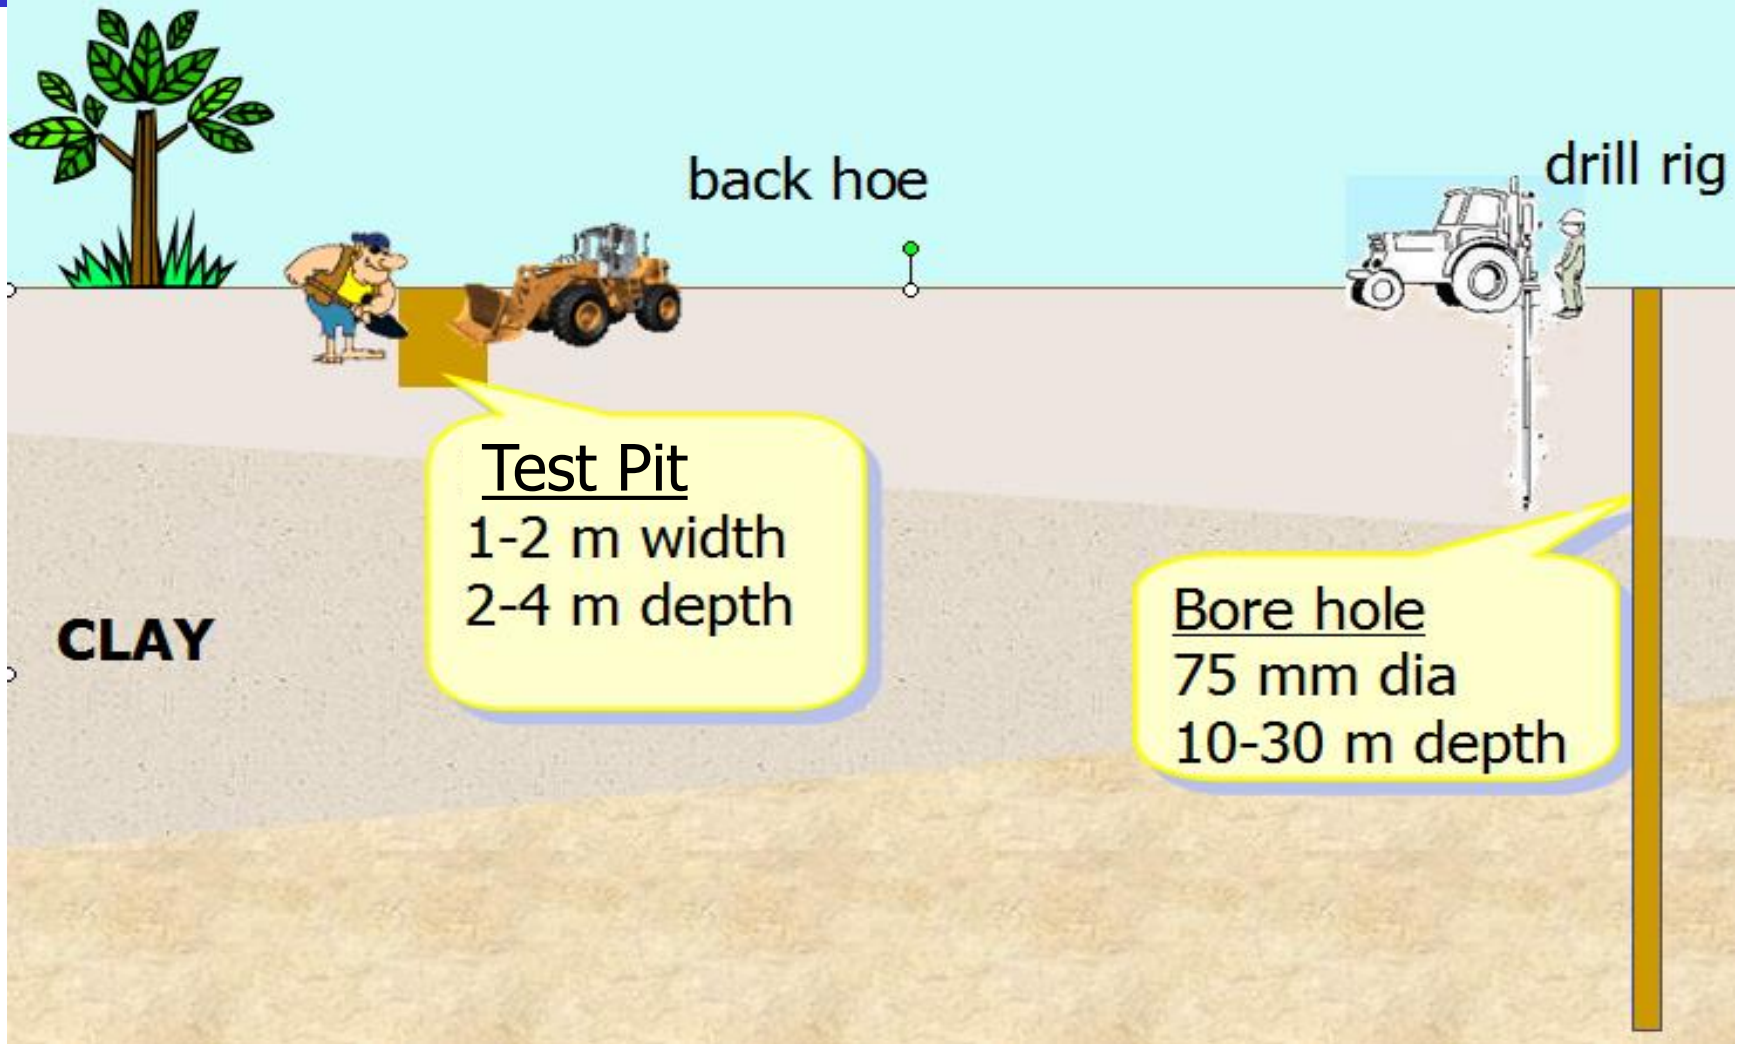 back hoe
drill rig
Test Pit
1-2 m width
2-4 m depth
CLAY
Bore hole
75 mm dia
10-30 m depth